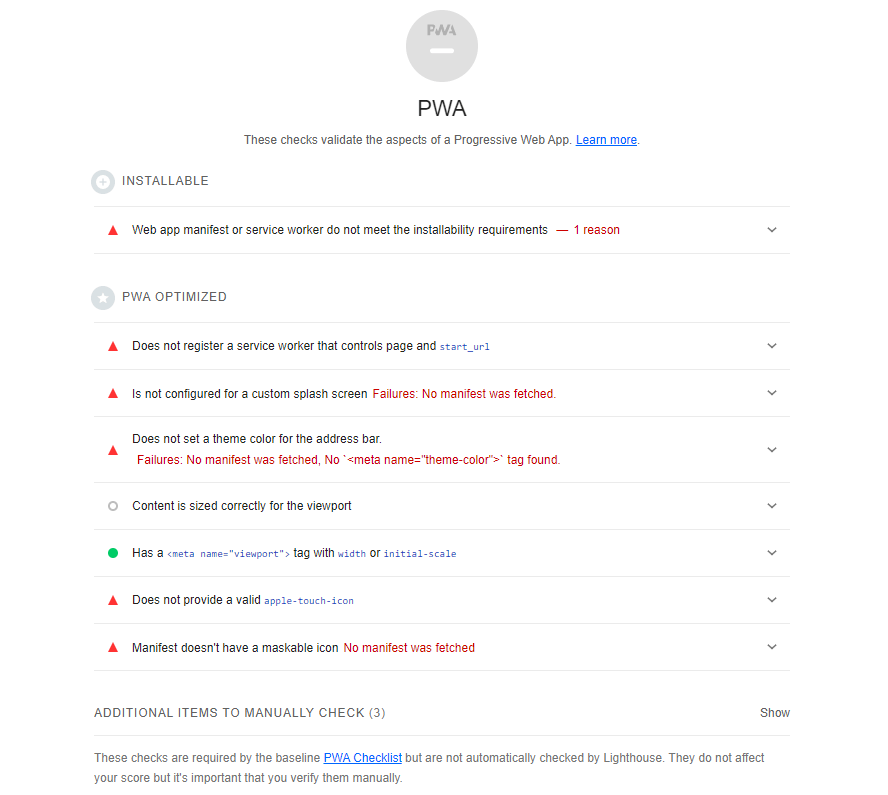 PWA
PWA
These checks validate the aspects of a Progressive Web App. Learn more.
INSTALLABLE
Web app manifest or service worker do not meet the installability requirements — 1 reason
PWA OPTIMIZED
Does not register a service worker that controls page and start_url
Is not configured for a custom splash screen Failures: No manifest was fetched.
Does not set a theme color for the address bar.
Failures: No manifest was fetched, No `<meta name="theme-color">` tag found.
Content is sized correctly for the viewport
Has a <meta name="viewport"> tag with width or initial-scale
Does not provide a valid apple-touch-icon
Manifest doesn't have a maskable icon No manifest was fetched
ADDITIONAL ITEMS TO MANUALLY CHECK (3) Show
These checks are required by the baseline PWA Checklist but are not automatically checked by Lighthouse. They do not affect
your score but it's important that you verify them manually.